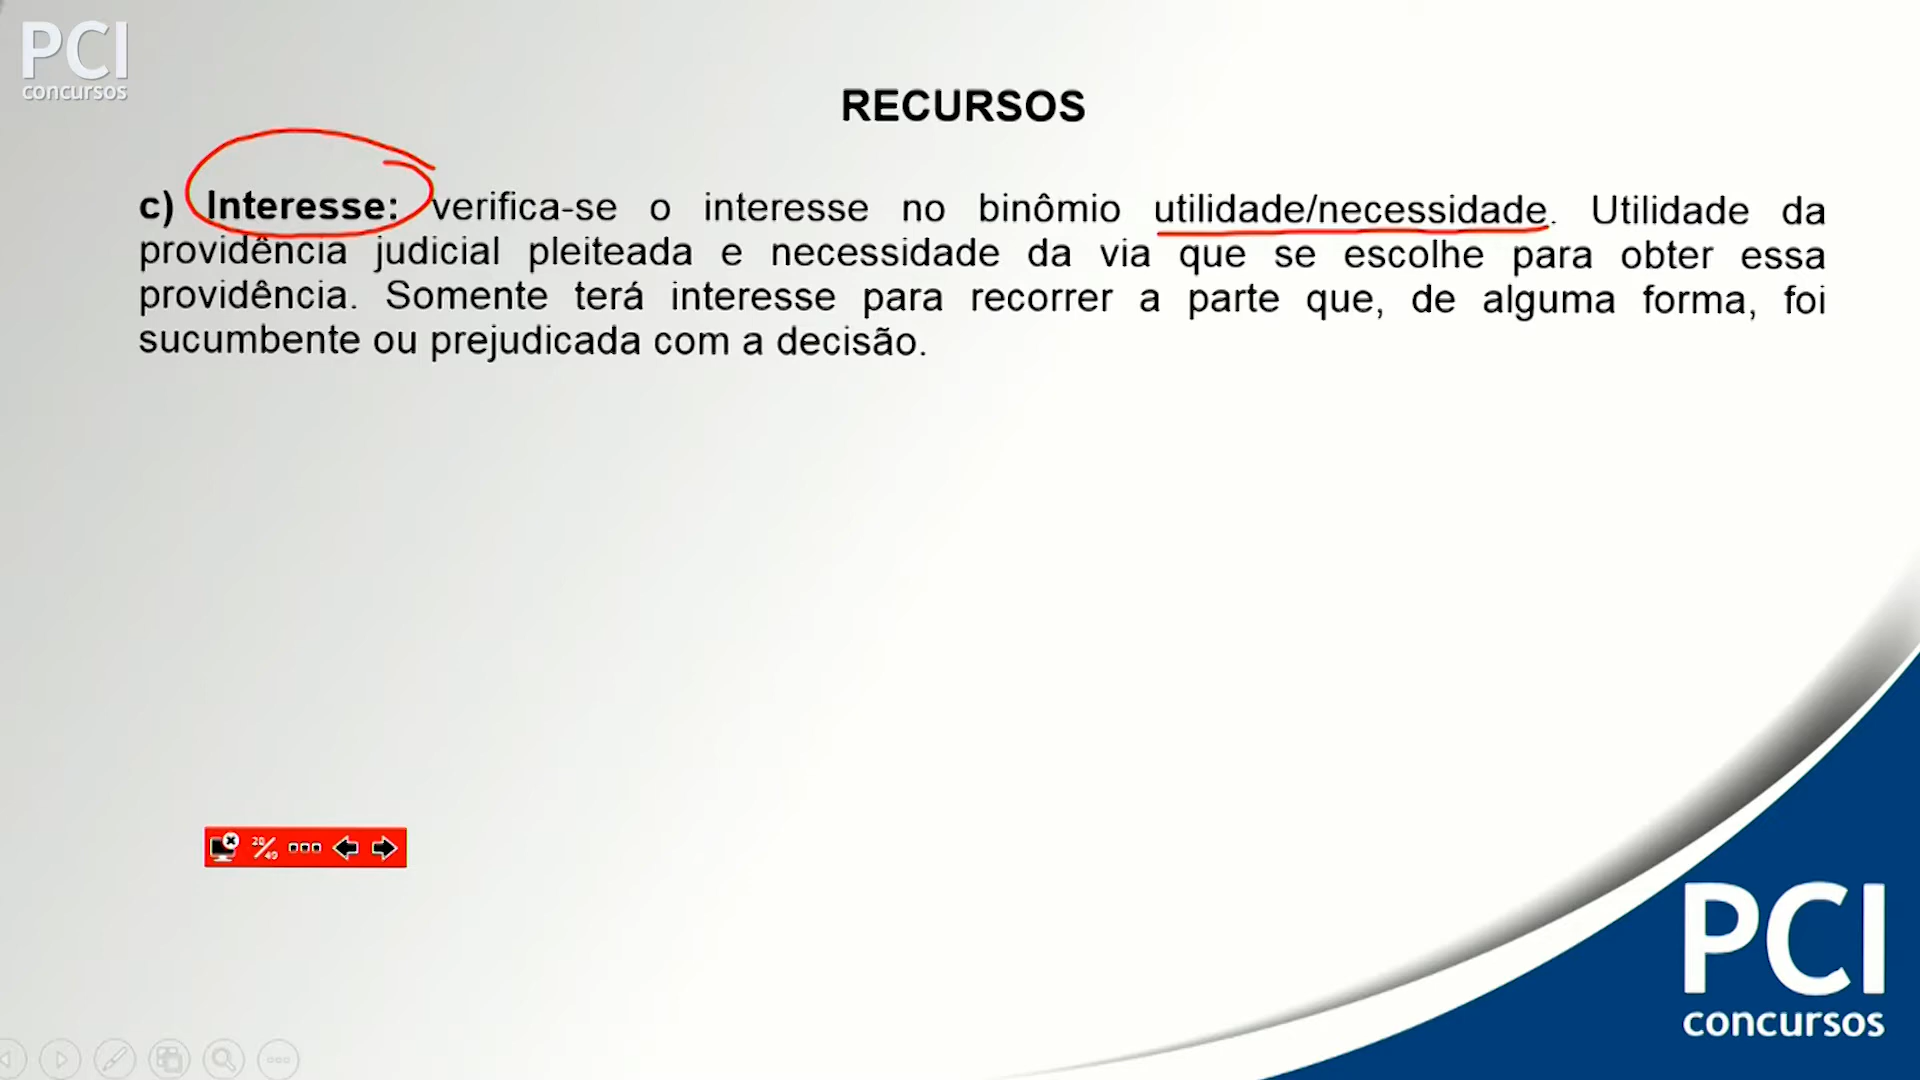 PCI
concursos
RECURSOS
c) Interesse: verifica-se o interesse no binômio utilidade/necessidade. Utilidade da
providência judicial pleiteada e necessidade da via que se escolhe para obter essa
providência. Somente terá interesse para recorrer a parte que, de alguma forma, foi
sucumbente ou prejudicada com a decisão.
20/49
PCI
concursos